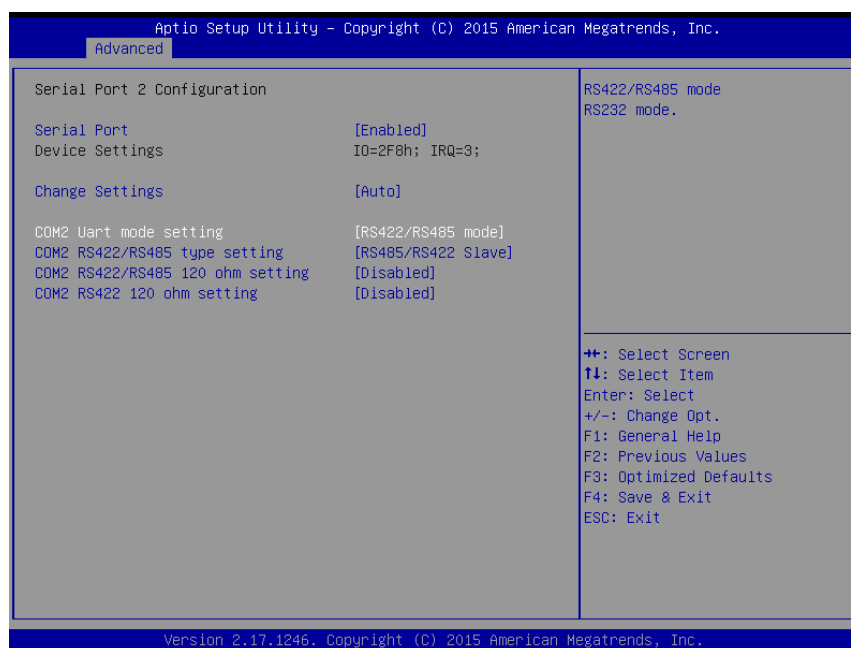 Aptio Setup Utility – Copyright (C) 2015 American Megatrends, Inc.
Advanced
Serial Port 2 Configuration
Serial Port [Enabled]
Device Settings IO=2F8h; IRQ=3;
Change Settings [Auto]
COM2 Uart mode setting [RS422/RS485 mode]
COM2 RS422/RS485 type setting [RS485/RS422 Slave]
COM2 RS422/RS485 120 ohm setting [Disabled]
COM2 RS422 120 ohm setting [Disabled]
RS422/RS485 mode
RS232 mode.
→←: Select Screen
↑↓: Select Item
Enter: Select
+/-: Change Opt.
F1: General Help
F2: Previous Values
F3: Optimized Defaults
F4: Save & Exit
ESC: Exit
Version 2.17.1246. Copyright (C) 2015 American Megatrends, Inc.